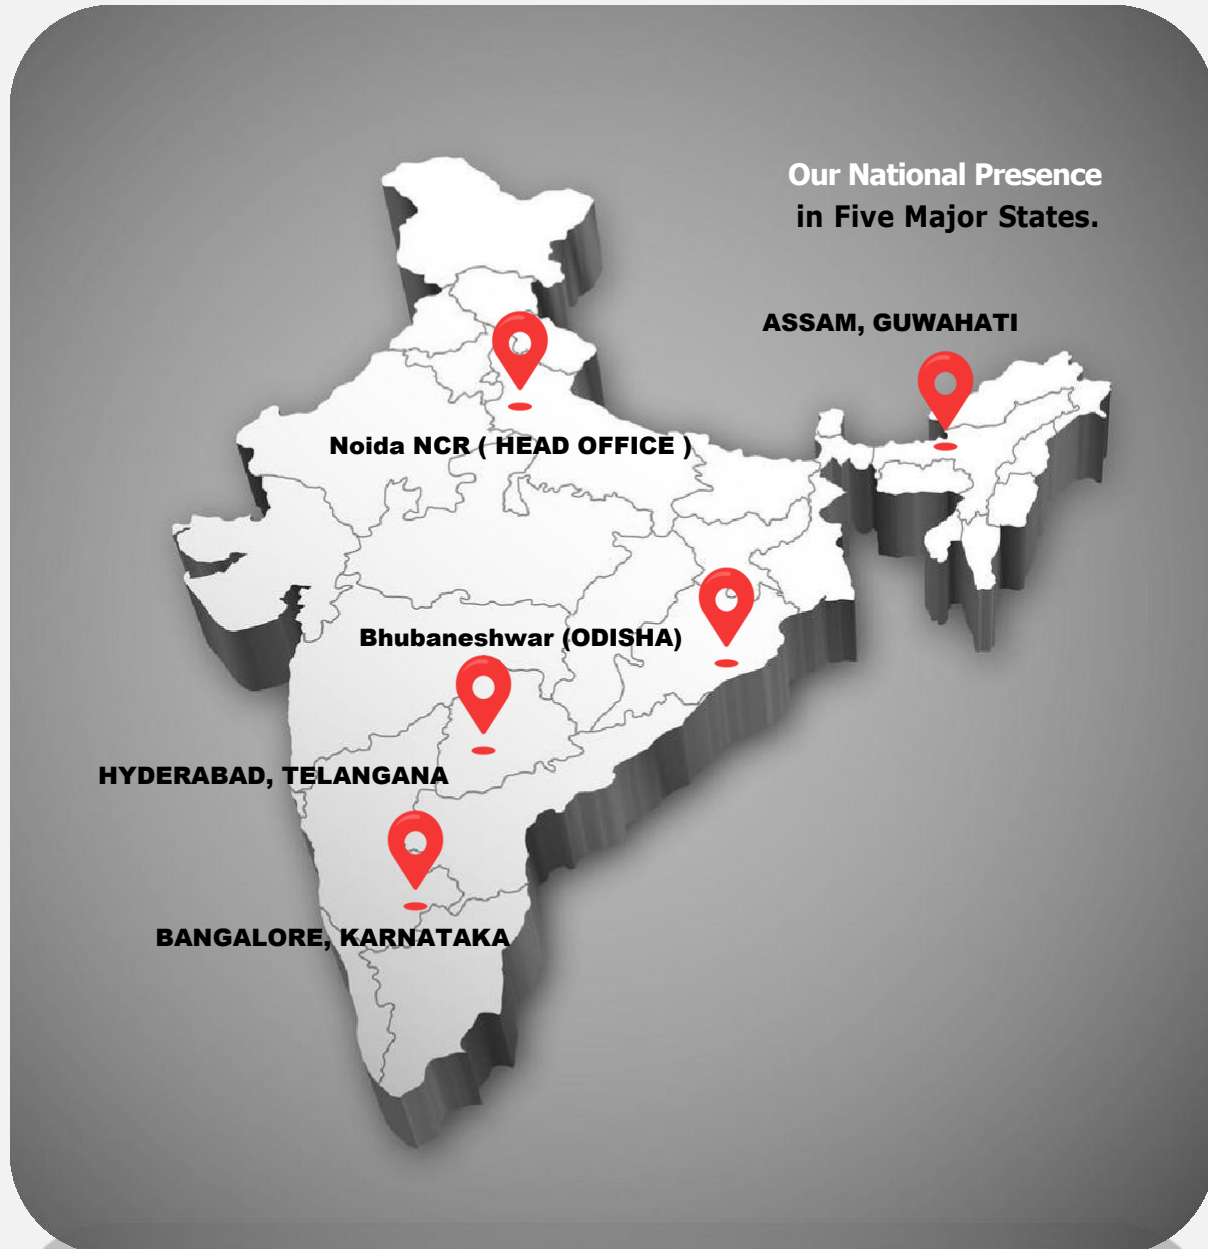 Our National Presence
in Five Major States.
ASSAM, GUWAHATI
Noida NCR ( HEAD OFFICE )
Bhubaneshwar (ODISHA)
HYDERABAD, TELANGANA
BANGALORE, KARNATAKA